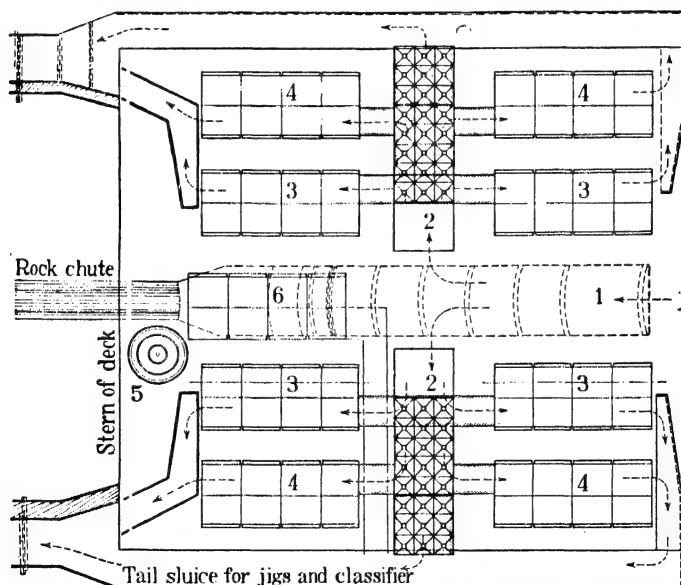 4 4
3 3
2
Rock chute
6 1
Stern of deck
5
3 2 3
4 4
Tail sluice for jigs and classifier